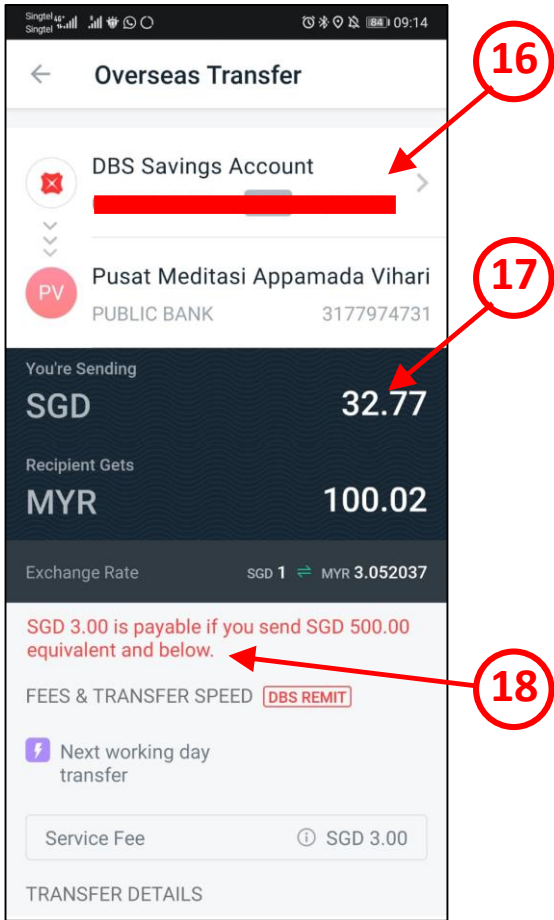 Singtel 4G+
Singtel
84 09:14
Overseas Transfer
16
DBS Savings Account
Pusat Meditasi Appamada Vihari
17
PV
PUBLIC BANK 3177974731
You're Sending
SGD 32.77
Recipient Gets
MYR 100.02
Exchange Rate SGD 1 ⇌ MYR 3.052037
SGD 3.00 is payable if you send SGD 500.00
equivalent and below.
18
FEES & TRANSFER SPEED DBS REMIT
Next working day
transfer
Service Fee SGD 3.00
TRANSFER DETAILS